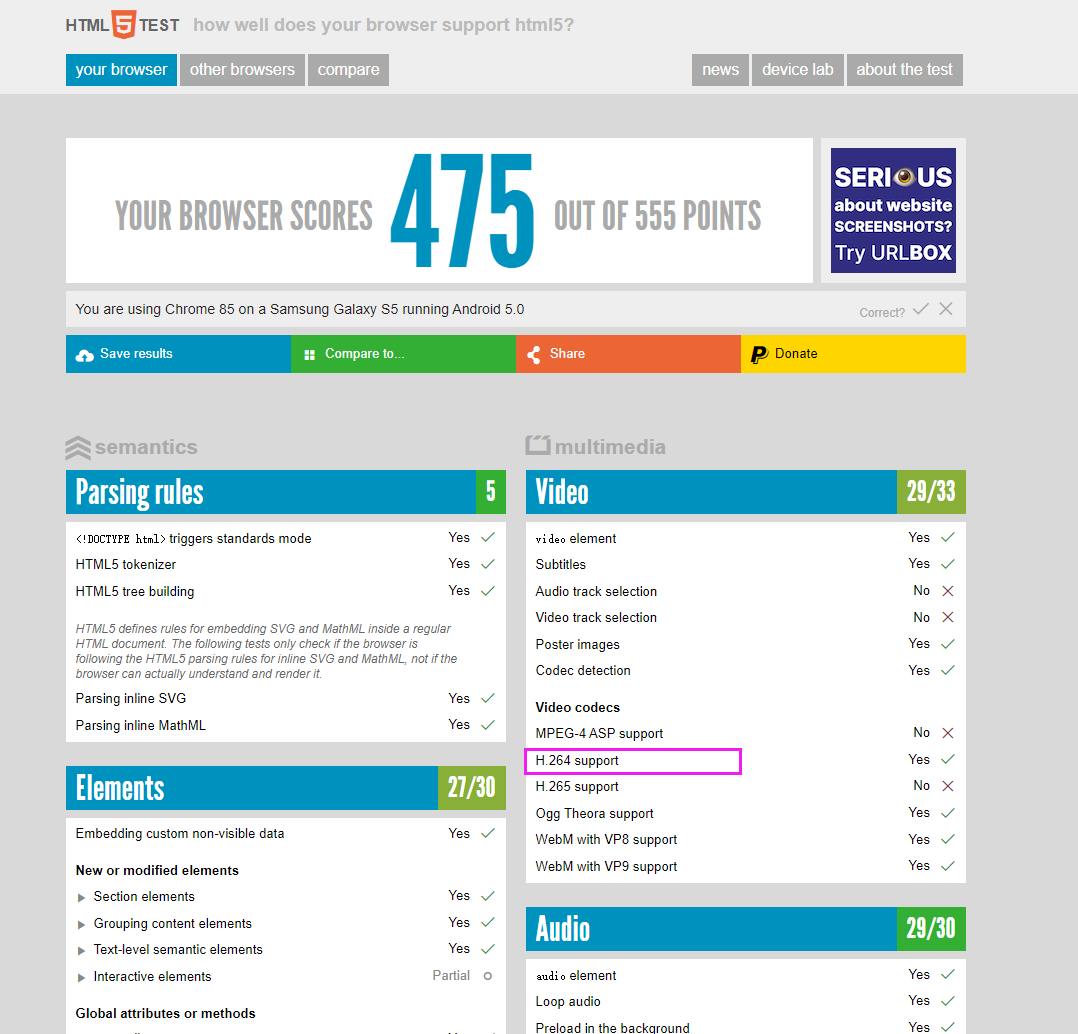 HTML 5 TEST how well does your browser support html5?
your browser other browsers compare news device lab about the test
YOUR BROWSER SCORES 475 OUT OF 555 POINTS
SERIOUS
about website
SCREENSHOTS?
Try URLBOX
You are using Chrome 85 on a Samsung Galaxy S5 running Android 5.0 Correct?
Save results Compare to... Share Donate
semantics
Parsing rules 5
<!DOCTYPE html> triggers standards mode Yes
HTML5 tokenizer Yes
HTML5 tree building Yes
HTML5 defines rules for embedding SVG and MathML inside a regular
HTML document. The following tests only check if the browser is
following the HTML5 parsing rules for inline SVG and MathML, not if the
browser can actually understand and render it.
Parsing inline SVG Yes
Parsing inline MathML Yes
Elements 27/30
Embedding custom non-visible data Yes
New or modified elements
Section elements Yes
Grouping content elements Yes
Text-level semantic elements Yes
Interactive elements Partial
Global attributes or methods
multimedia
Video 29/33
video element Yes
Subtitles Yes
Audio track selection No
Video track selection No
Poster images Yes
Codec detection Yes
Video codecs
MPEG-4 ASP support No
H.264 support Yes
H.265 support No
Ogg Theora support Yes
WebM with VP8 support Yes
WebM with VP9 support Yes
Audio 29/30
audio element Yes
Loop audio Yes
Preload in the background Yes